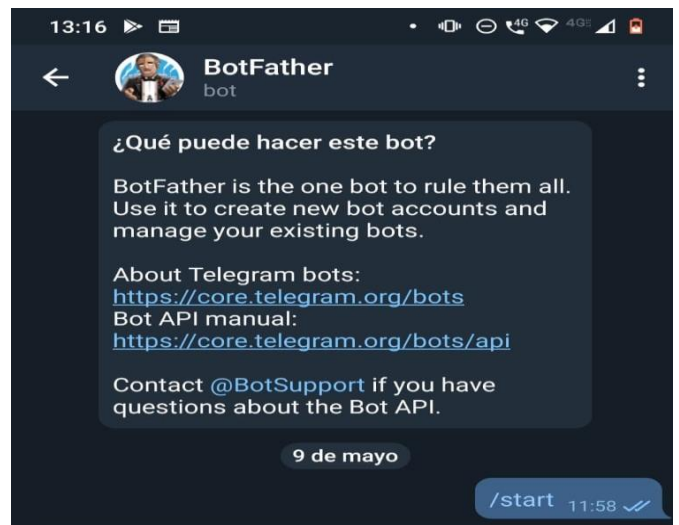 13:16
4G 4G
BotFather
bot
¿Qué puede hacer este bot?
BotFather is the one bot to rule them all.
Use it to create new bot accounts and
manage your existing bots.
About Telegram bots:
https://core.telegram.org/bots
Bot API manual:
https://core.telegram.org/bots/api
Contact @BotSupport if you have
questions about the Bot API.
9 de mayo
/start 11:58